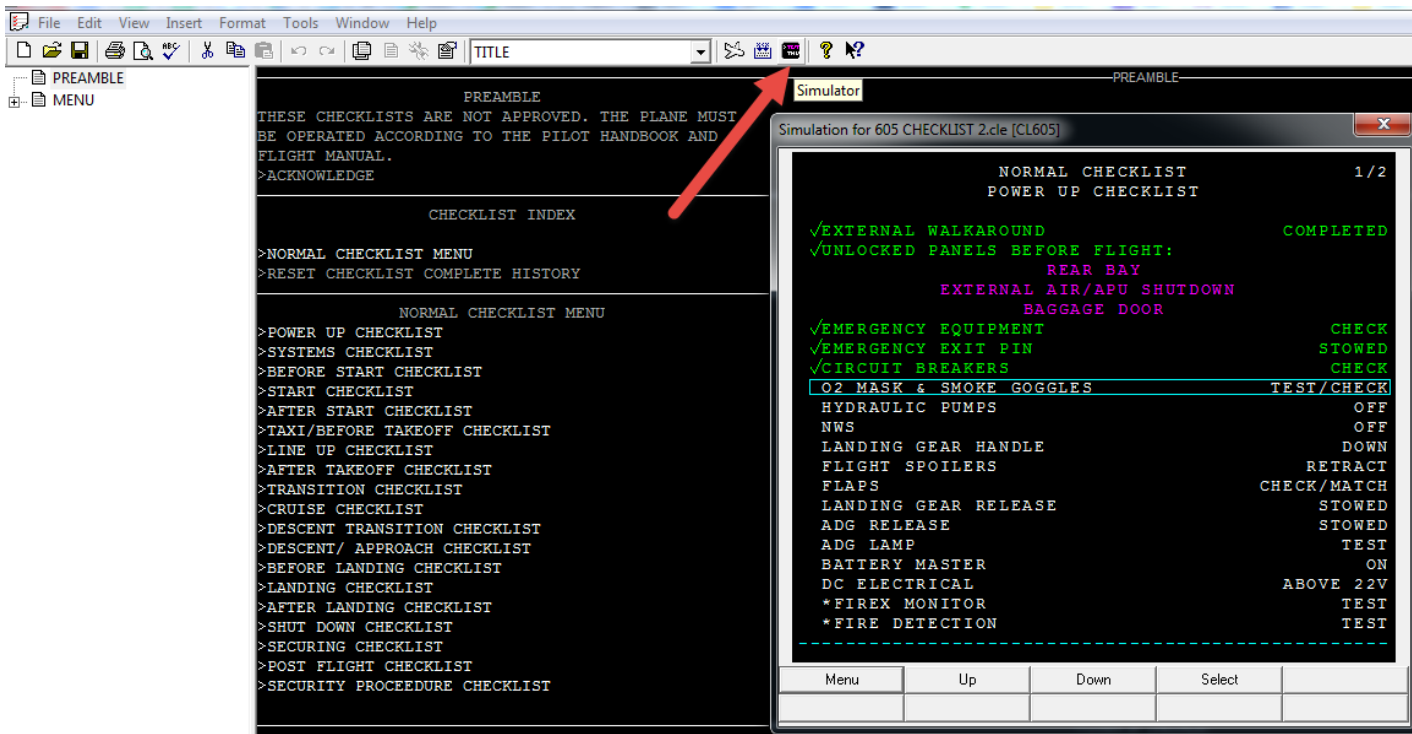 File Edit View Insert Format Tools Window Help
ABC TITLE
PREAMBLE
MENU
PREAMBLE
THESE CHECKLISTS ARE NOT APPROVED. THE PLANE MUST
BE OPERATED ACCORDING TO THE PILOT HANDBOOK AND
FLIGHT MANUAL.
>ACKNOWLEDGE
CHECKLIST INDEX
>NORMAL CHECKLIST MENU
>RESET CHECKLIST COMPLETE HISTORY
NORMAL CHECKLIST MENU
>POWER UP CHECKLIST
>SYSTEMS CHECKLIST
>BEFORE START CHECKLIST
>START CHECKLIST
>AFTER START CHECKLIST
>TAXI/BEFORE TAKEOFF CHECKLIST
>LINE UP CHECKLIST
>AFTER TAKEOFF CHECKLIST
>TRANSITION CHECKLIST
>CRUISE CHECKLIST
>DESCENT TRANSITION CHECKLIST
>DESCENT/ APPROACH CHECKLIST
>BEFORE LANDING CHECKLIST
>LANDING CHECKLIST
>AFTER LANDING CHECKLIST
>SHUT DOWN CHECKLIST
>SECURING CHECKLIST
>POST FLIGHT CHECKLIST
>SECURITY PROCEEDURE CHECKLIST
PREAMBLE
Simulator
Simulation for 605 CHECKLIST 2.cle [CL605]
NORMAL CHECKLIST 1/2
POWER UP CHECKLIST
√EXTERNAL WALKAROUND COMPLETED
√UNLOCKED PANELS BEFORE FLIGHT:
REAR BAY
EXTERNAL AIR/APU SHUTDOWN
BAGGAGE DOOR
√EMERGENCY EQUIPMENT CHECK
√EMERGENCY EXIT PIN STOWED
√CIRCUIT BREAKERS CHECK
O2 MASK & SMOKE GOGGLES TEST/CHECK
HYDRAULIC PUMPS OFF
NWS OFF
LANDING GEAR HANDLE DOWN
FLIGHT SPOILERS RETRACT
FLAPS CHECK/MATCH
LANDING GEAR RELEASE STOWED
ADG RELEASE STOWED
ADG LAMP TEST
BATTERY MASTER ON
DC ELECTRICAL ABOVE 22V
*FIREX MONITOR TEST
*FIRE DETECTION TEST
Menu Up Down Select